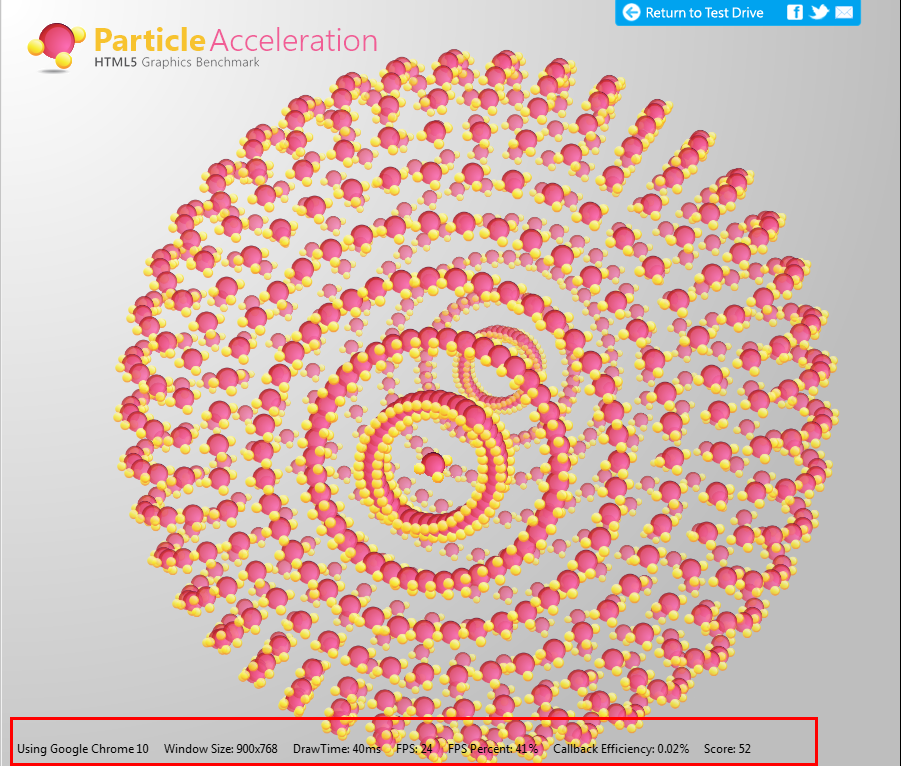 Return to Test Drive
Particle Acceleration
HTML5 Graphics Benchmark
Using Google Chrome 10 Window Size: 900x768 DrawTime: 40ms FPS: 24 FPS Percent: 41% Callback Efficiency: 0.02% Score: 52